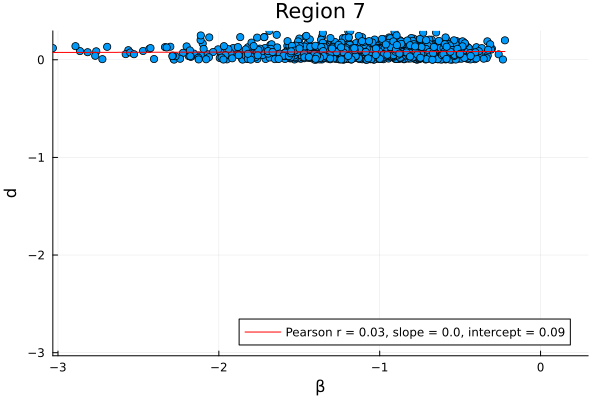 Region 7
0
−1
−2
−3
d
Pearson r = 0.03, slope = 0.0, intercept = 0.09
−3 −2 −1 0
β